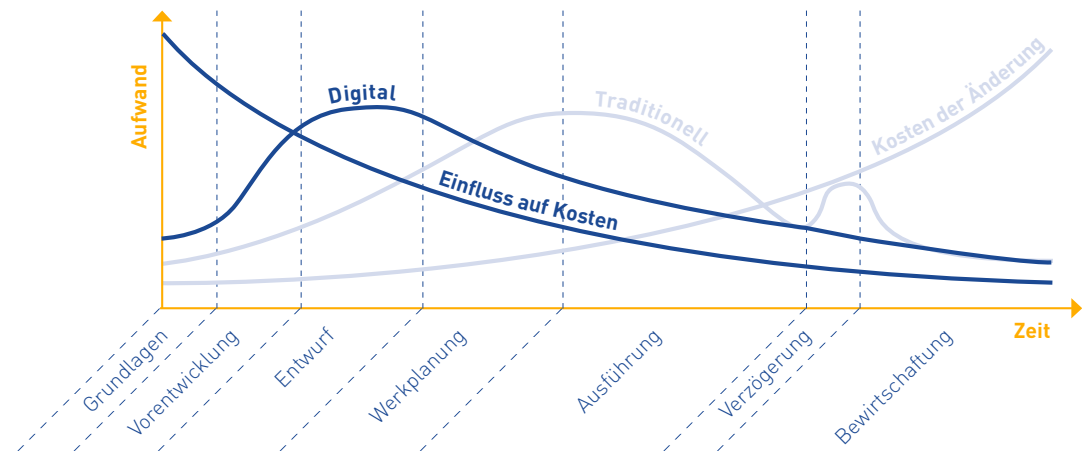 Aufwand
Digital
Traditionell
Kosten der Änderung
Einfluss auf Kosten
Zeit
Grundlagen
Vorentwicklung
Entwurf
Werkplanung
Ausführung
Verzögerung
Bewirtschaftung